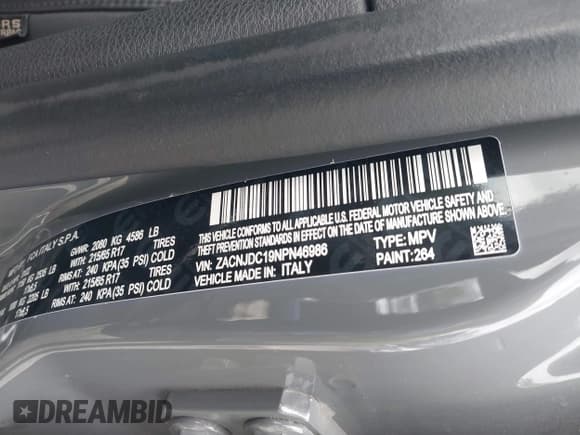 FCA ITALY S.P.A.
GVWR: 2080 KG 4586 LB
TIRES
WITH: 215/65 R17
RIMS AT: 240 KPA(35 PSI) COLD
TIRES
WITH: 215/65 R17
RIMS AT: 240 KPA(35 PSI) COLD
THIS VEHICLE CONFORMS TO ALL APPLICABLE U.S. FEDERAL MOTOR VEHICLE SAFETY AND
THEFT PREVENTION STANDARDS IN EFFECT ON THE DATE OF MANUFACTURE SHOWN ABOVE.
VIN: ZACNJDC19NPN46986
TYPE: MPV
VEHICLE MADE IN: ITALY
PAINT: 264
DREAMBID